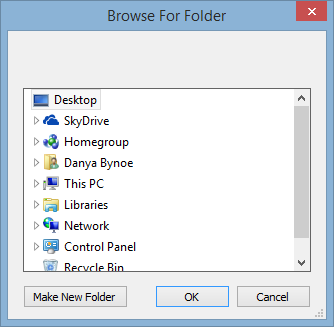 Browse For Folder
Desktop
SkyDrive
Homegroup
Danya Bynoe
This PC
Libraries
Network
Control Panel
Recycle Bin
Make New Folder
OK
Cancel